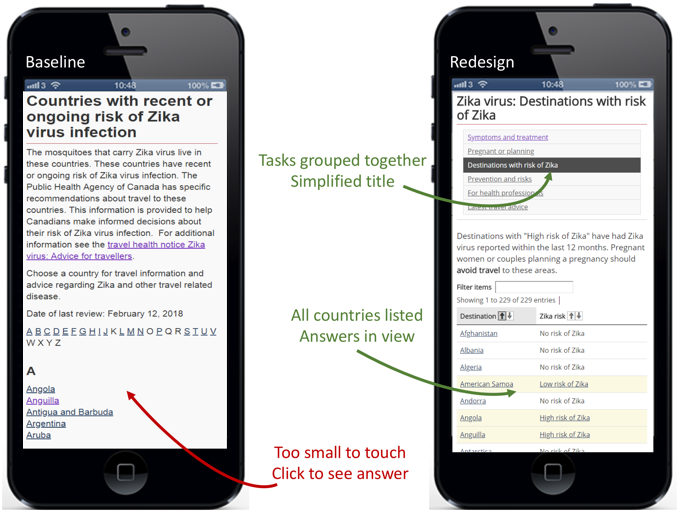 Baseline
3 10:48 100%
Countries with recent or
ongoing risk of Zika
virus infection
The mosquitoes that carry Zika virus live in
these countries. These countries have recent
or ongoing risk of Zika virus infection. The
Public Health Agency of Canada has specific
recommendations about travel to these
countries. This information is provided to help
Canadians make informed decisions about
their risk of Zika virus infection. For additional
information see the travel health notice Zika
virus: Advice for travellers.
Choose a country for travel information and
advice regarding Zika and other travel related
disease.
Date of last review: February 12, 2018
A B C D E F G H I J K L M N O P Q R S T U V
W X Y Z
A
Angola
Anguilla
Antigua and Barbuda
Argentina
Aruba
Tasks grouped together
Simplified title
All countries listed
Answers in view
Too small to touch
Click to see answer
Redesign
3 10:48 100%
Zika virus: Destinations with risk
of Zika
Symptoms and treatment
Pregnant or planning
Destinations with risk of Zika
Prevention and risks
For health professionals
Latest travel advice
Destinations with "High risk of Zika" have had Zika
virus reported within the last 12 months. Pregnant
women or couples planning a pregnancy should
avoid travel to these areas.
Filter items
Showing 1 to 229 of 229 entries |
Destination Zika risk
Afghanistan No risk of Zika
Albania No risk of Zika
Algeria No risk of Zika
American Samoa Low risk of Zika
Andorra No risk of Zika
Angola High risk of Zika
Anguilla High risk of Zika
Antarctica No risk of Zika